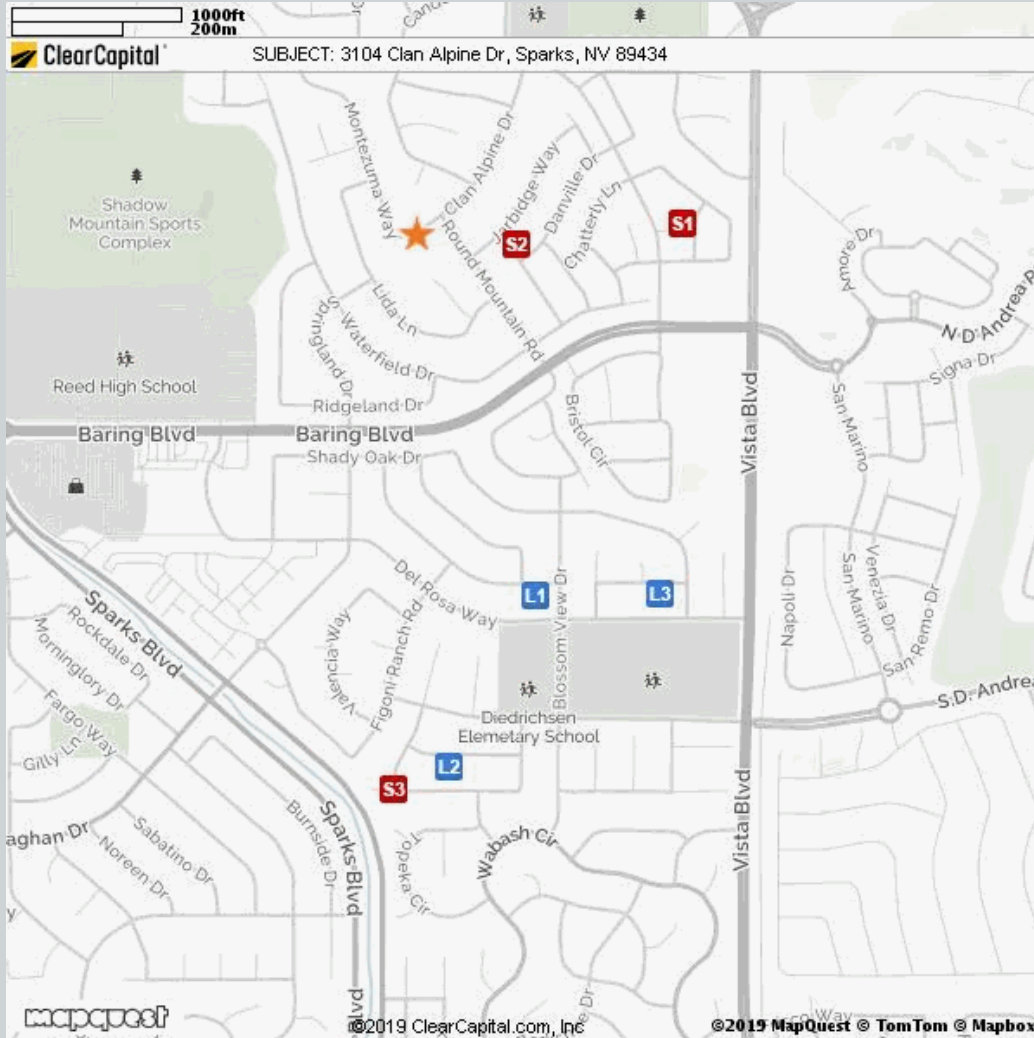 1000ft
200m
ClearCapital
SUBJECT: 3104 Clan Alpine Dr, Sparks, NV 89434
Montezuma Way
Clan Alpine Dr
Jarbidge Way
Danville Dr
Chatterly Ln
S1
S2
Shadow
Mountain Sports
Complex
Round Mountain Rd
Amore Dr
Lida Ln
S Waterfield Dr
Springland Dr
N D'Andrea
Signa Dr
Reed High School
Ridgeland Dr
Baring Blvd
Baring Blvd
Shady Oak Dr
Bristol Cir
Vista Blvd
San Marino
Del Rosa Way
L1
L3
Blossom View Dr
Napoli Dr
San Marino
Venezia Dr
San Remo Dr
Sparks Blvd
Rockdale Dr
Morninglory Dr
Fargo Way
Gilly Ln
Valencia Way
Figoni Ranch Rd
Diedrichsen
Elemetary School
S.D. Andrea
L2
S3
aghan Dr
Sabatino Dr
Noreen Dr
Burnside Dr
Sparks Blvd
Topeka Cir
Wabash Cir
Vista Blvd
Blvd
e Dr
Way
mapquest
©2019 ClearCapital.com, Inc
©2019 MapQuest © TomTom © Mapbox